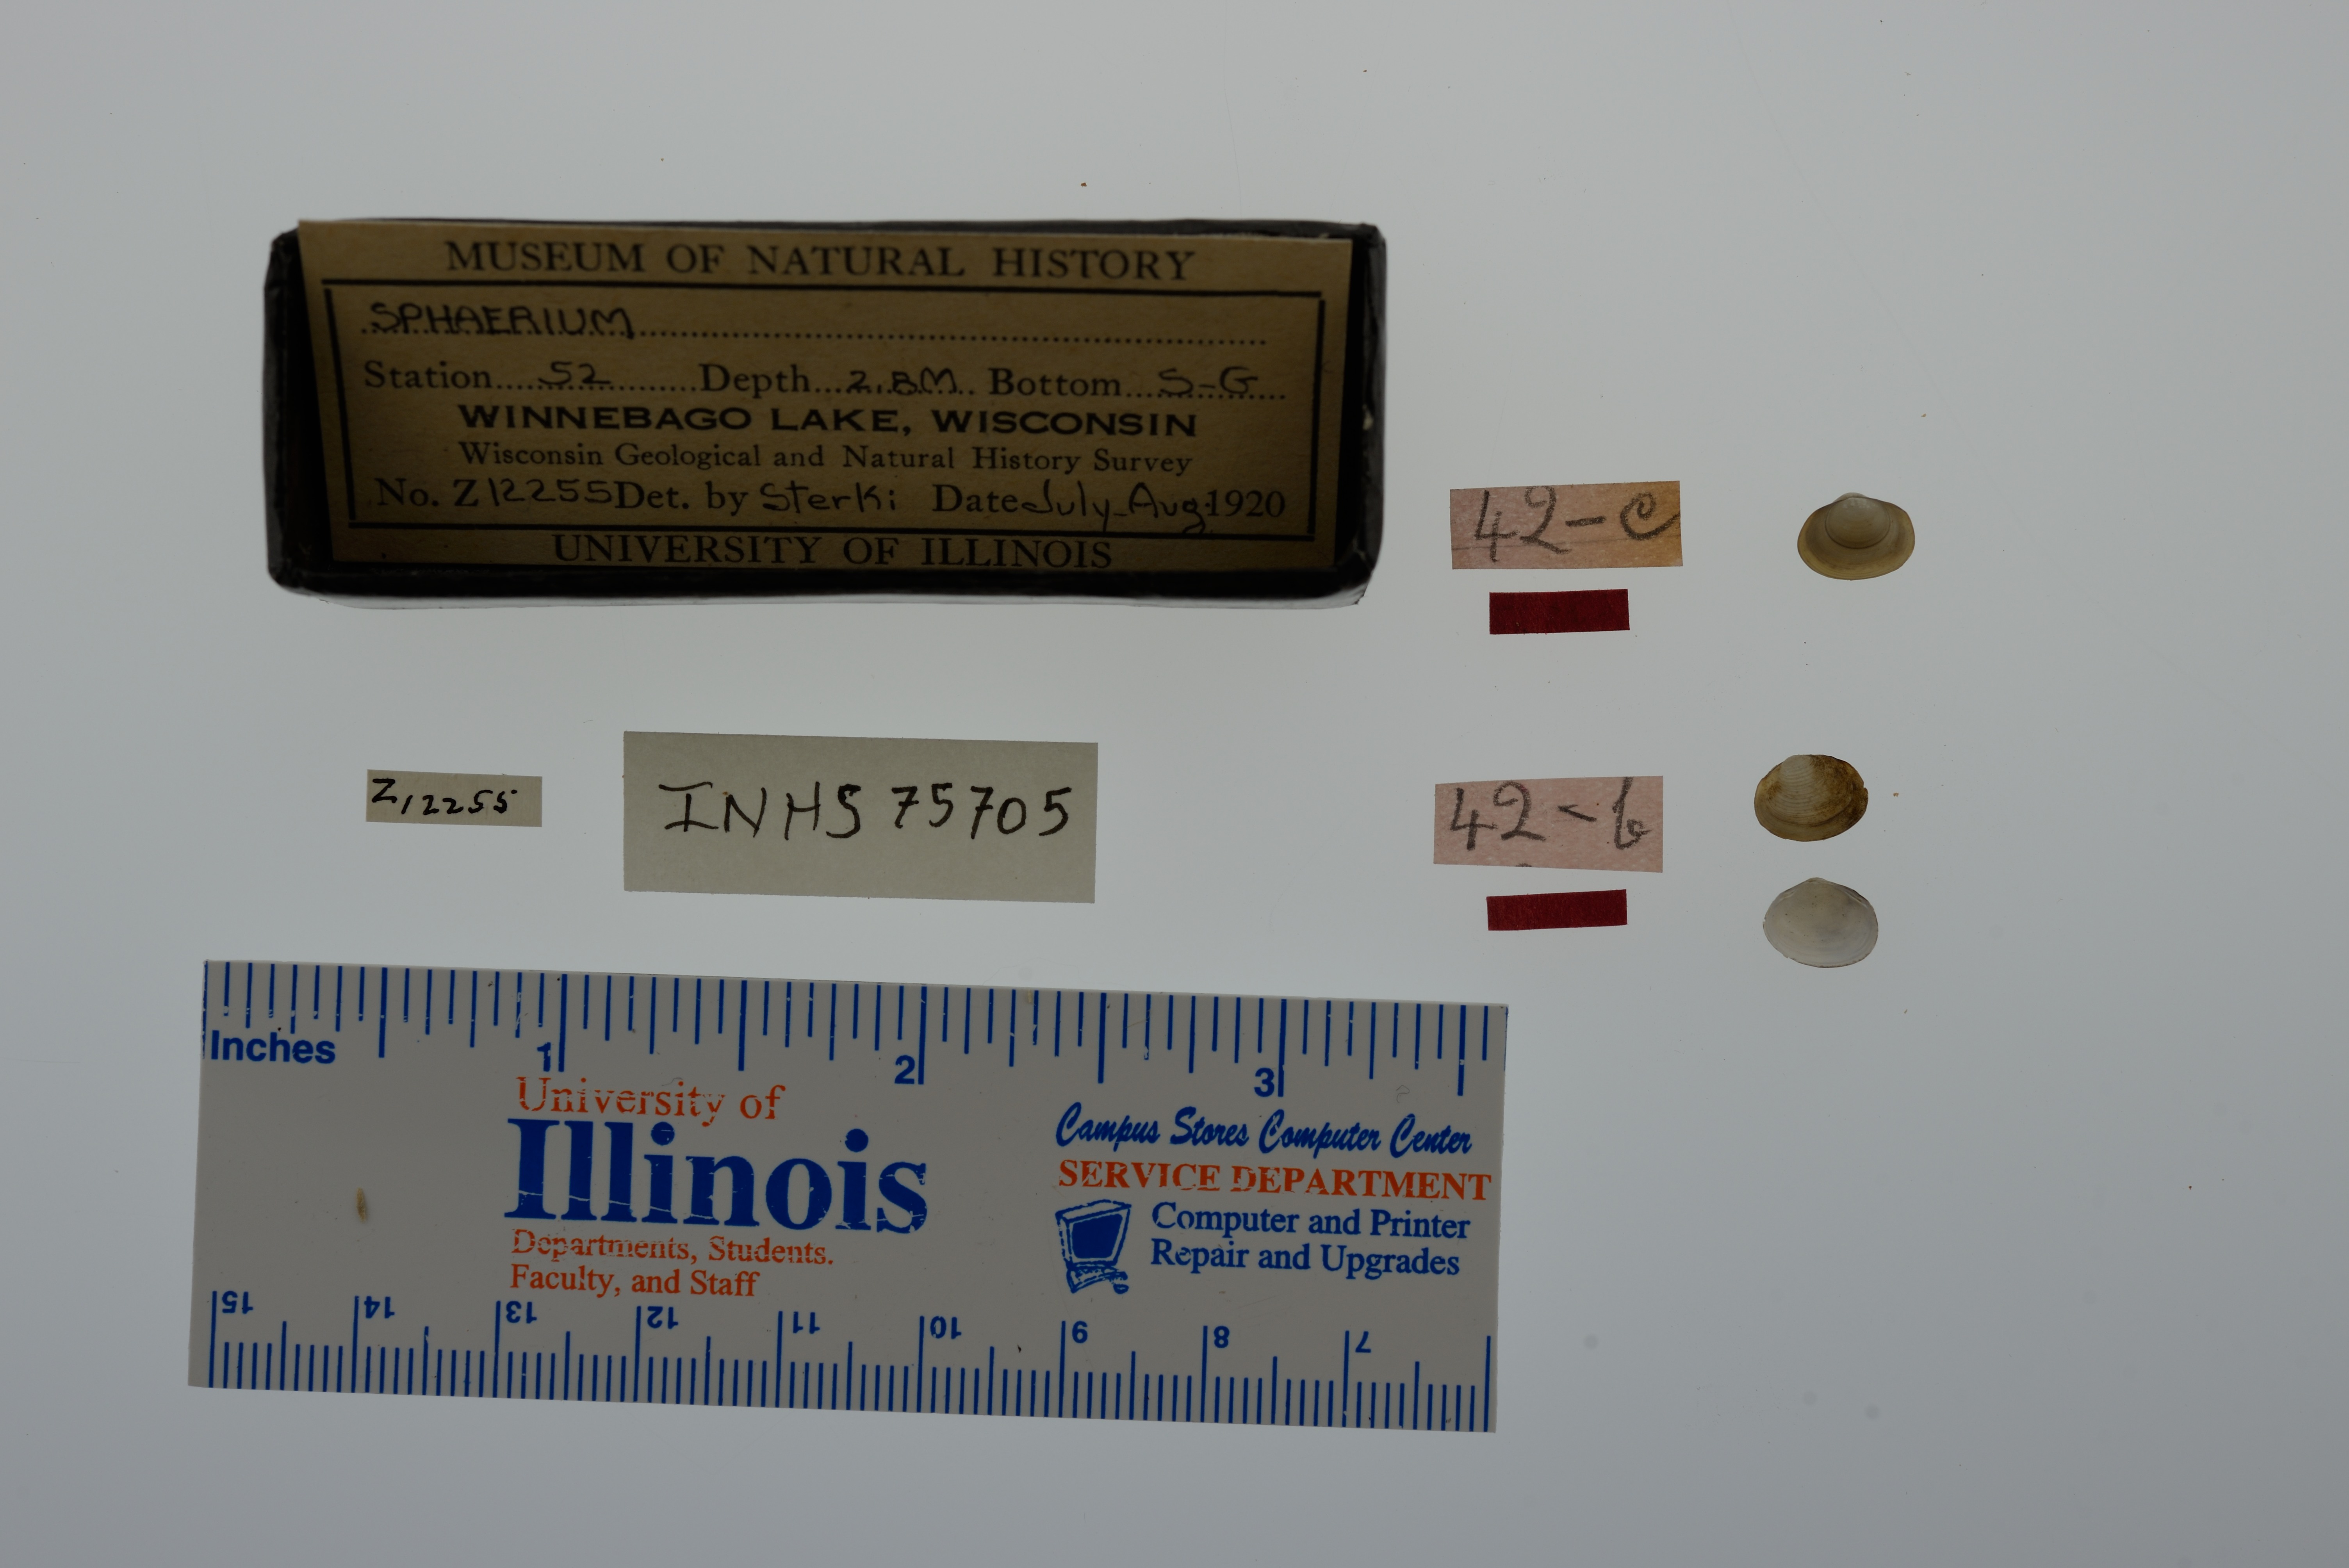 MUSEUM OF NATURAL HISTORY
SPHAERIUM
Station 52 Depth 2.8M Bottom S-G
WINNEBAGO LAKE, WISCONSIN
Wisconsin Geological and Natural History Survey
No. Z12255 Det. by Sterki Date July-Aug. 1920
UNIVERSITY OF ILLINOIS
42-c
Z12255
INHS 75705
42-b
Inches 1 2 3
University of
Illinois
Departments, Students.
Faculty, and Staff
Campus Stores Computer Center
SERVICE DEPARTMENT
Computer and Printer
Repair and Upgrades
15 14 13 12 11 10 9 8 7